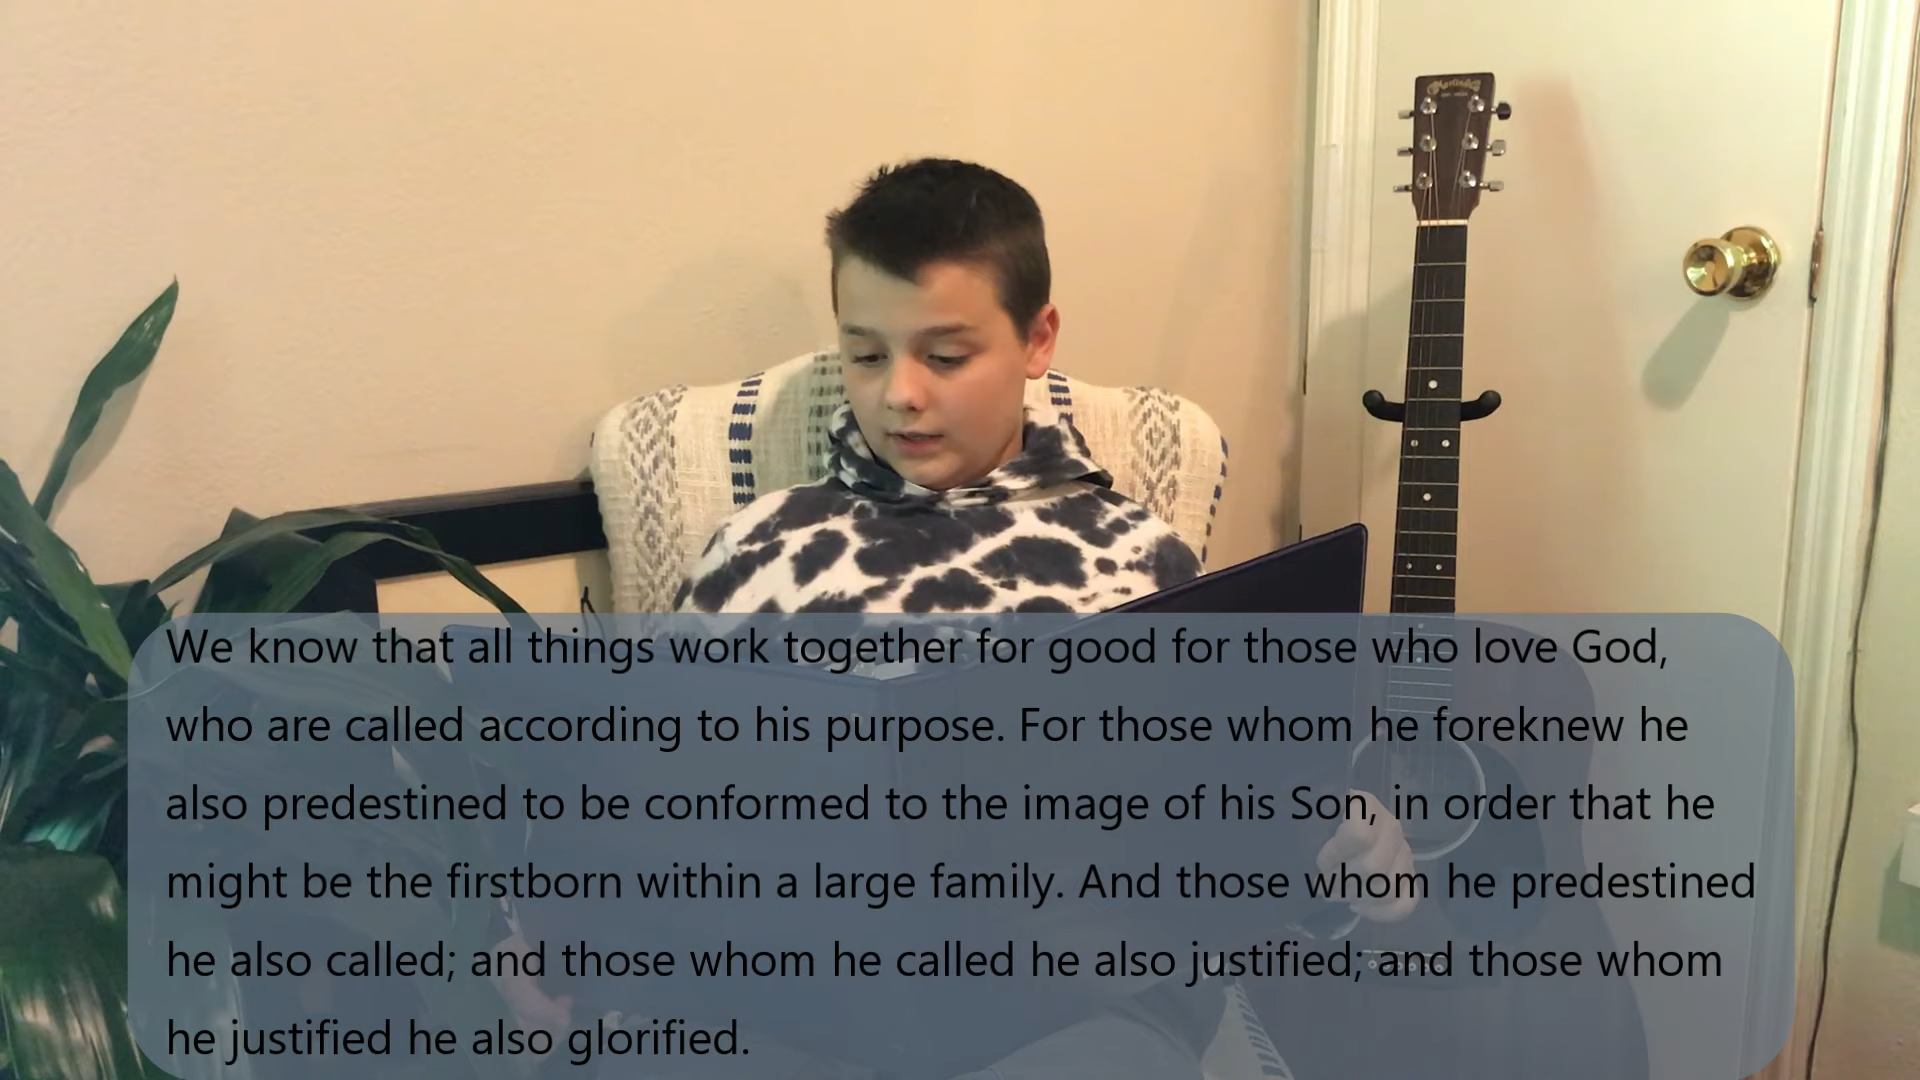 We know that all things work together for good for those who love God,
who are called according to his purpose. For those whom he foreknew he
also predestined to be conformed to the image of his Son, in order that he
might be the firstborn within a large family. And those whom he predestined
he also called; and those whom he called he also justified; and those whom
he justified he also glorified.